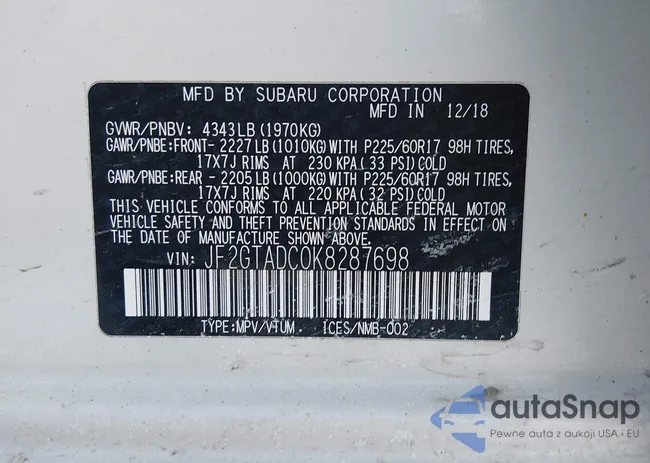 MFD BY SUBARU CORPORATION
MFD IN 12/18
GVWR/PNBV: 4343LB(1970KG)
GAWR/PNBE:FRONT- 2227LB(1010KG)WITH P225/60R17 98H TIRES,
17X7J RIMS AT 230 KPA(33 PSI)COLD
GAWR/PNBE:REAR - 2205LB(1000KG)WITH P225/60R17 98H TIRES,
17X7J RIMS AT 220 KPA(32 PSI)COLD
THIS VEHICLE CONFORMS TO ALL APPLICABLE FEDERAL MOTOR
VEHICLE SAFETY AND THEFT PREVENTION STANDARDS IN EFFECT
ON THE DATE OF MANUFACTURE SHOWN ABOVE.
VIN: JF2GTADC0K8287698
TYPE:MPV/VTUM ICES/NMB-002
autaSnap
Pewne auta z aukcji USA i EU